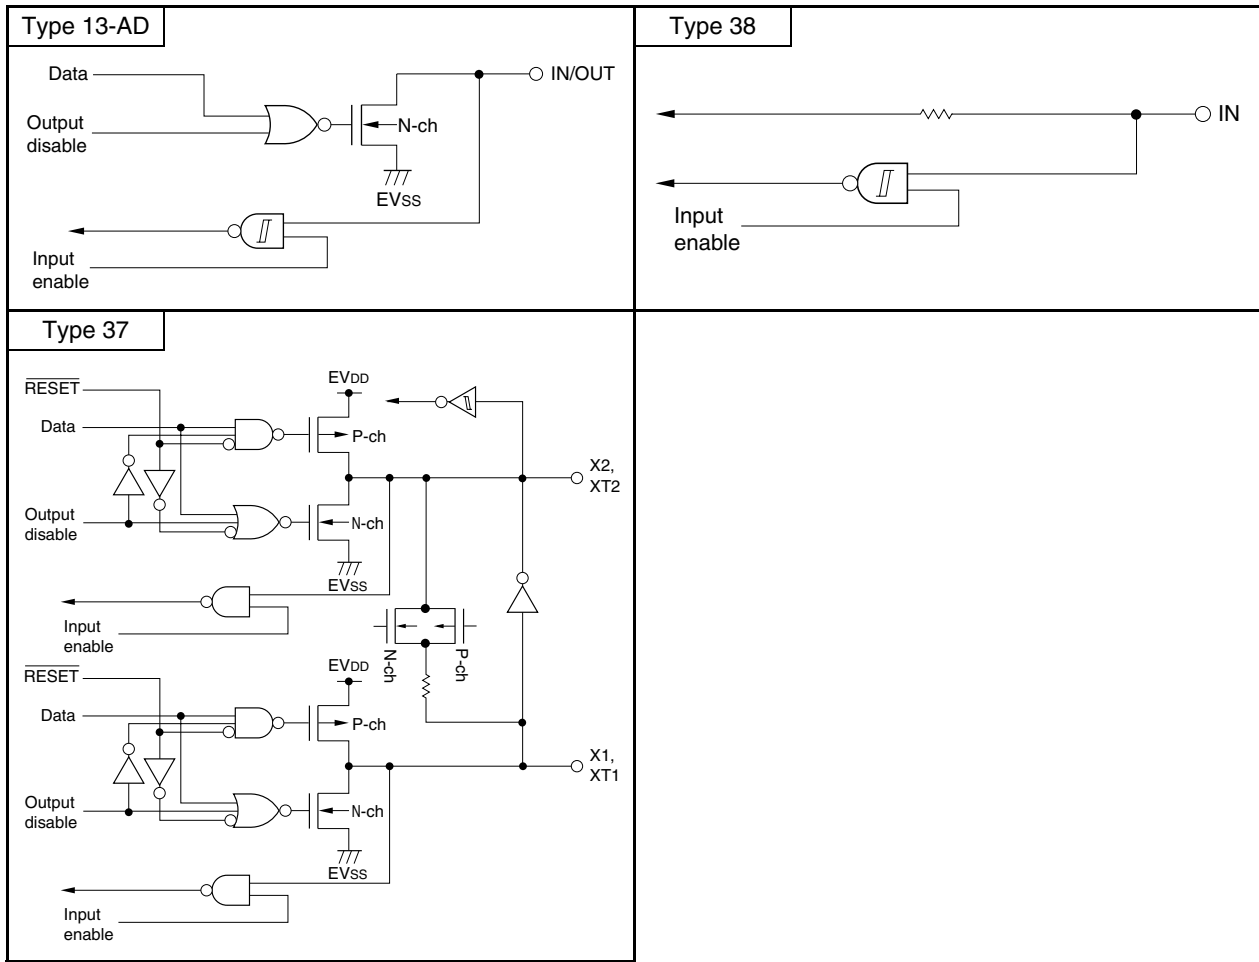 Type 13-AD
Data
IN/OUT
Output
disable
N-ch
EVss
Input
enable
Type 38
IN
Input
enable
Type 37
RESET
EVDD
Data
P-ch
X2,
XT2
Output
disable
N-ch
EVss
Input
enable
N-ch
P-ch
RESET
EVDD
Data
P-ch
X1,
XT1
Output
disable
N-ch
EVss
Input
enable